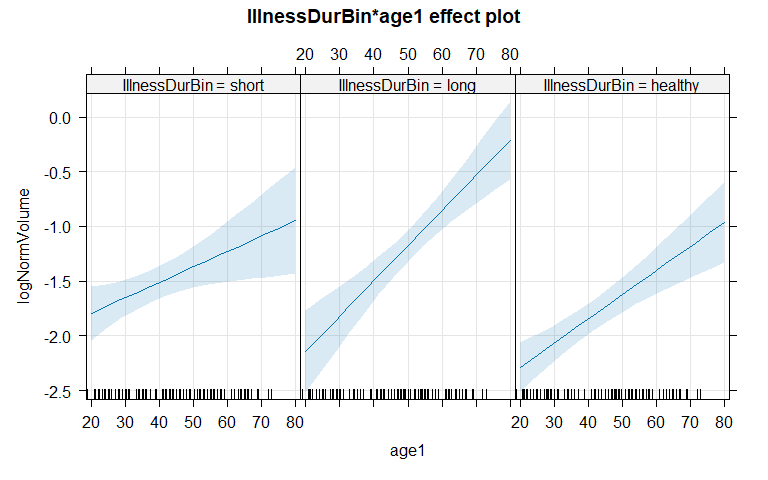 IllnessDurBin*age1 effect plot
20 30 40 50 60 70 80
IllnessDurBin = short IllnessDurBin = long IllnessDurBin = healthy
0.0
-0.5
-1.0
-1.5
-2.0
-2.5
logNormVolume
20 30 40 50 60 70 80 20 30 40 50 60 70 80
age1